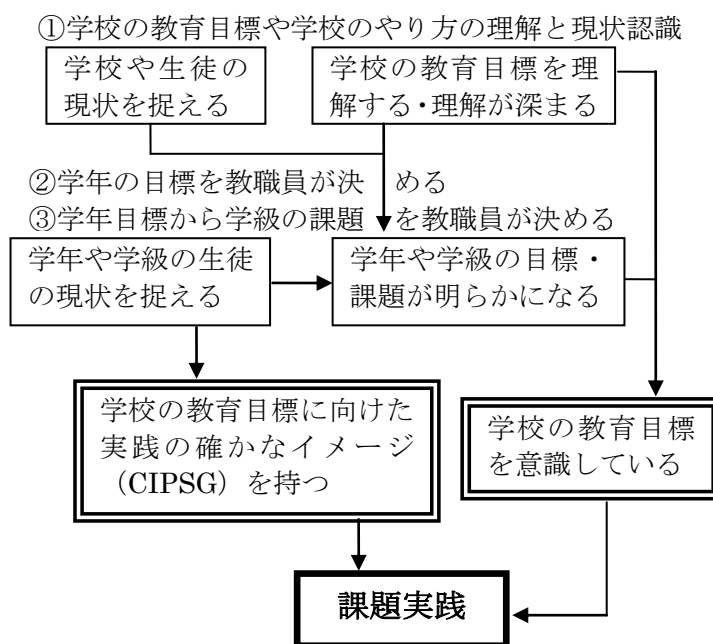 ①学校の教育目標や学校のやり方の理解と現状認識
学校や生徒の
現状を捉える
学校の教育目標を理
解する・理解が深まる
②学年の目標を教職員が決 める
③学年目標から学級の課題 を教職員が決める
学年や学級の生徒
の現状を捉える
学年や学級の目標・
課題が明らかになる
学校の教育目標に向けた
実践の確かなイメージ
（CIPSG）を持つ
学校の教育目標
を意識している
課題実践